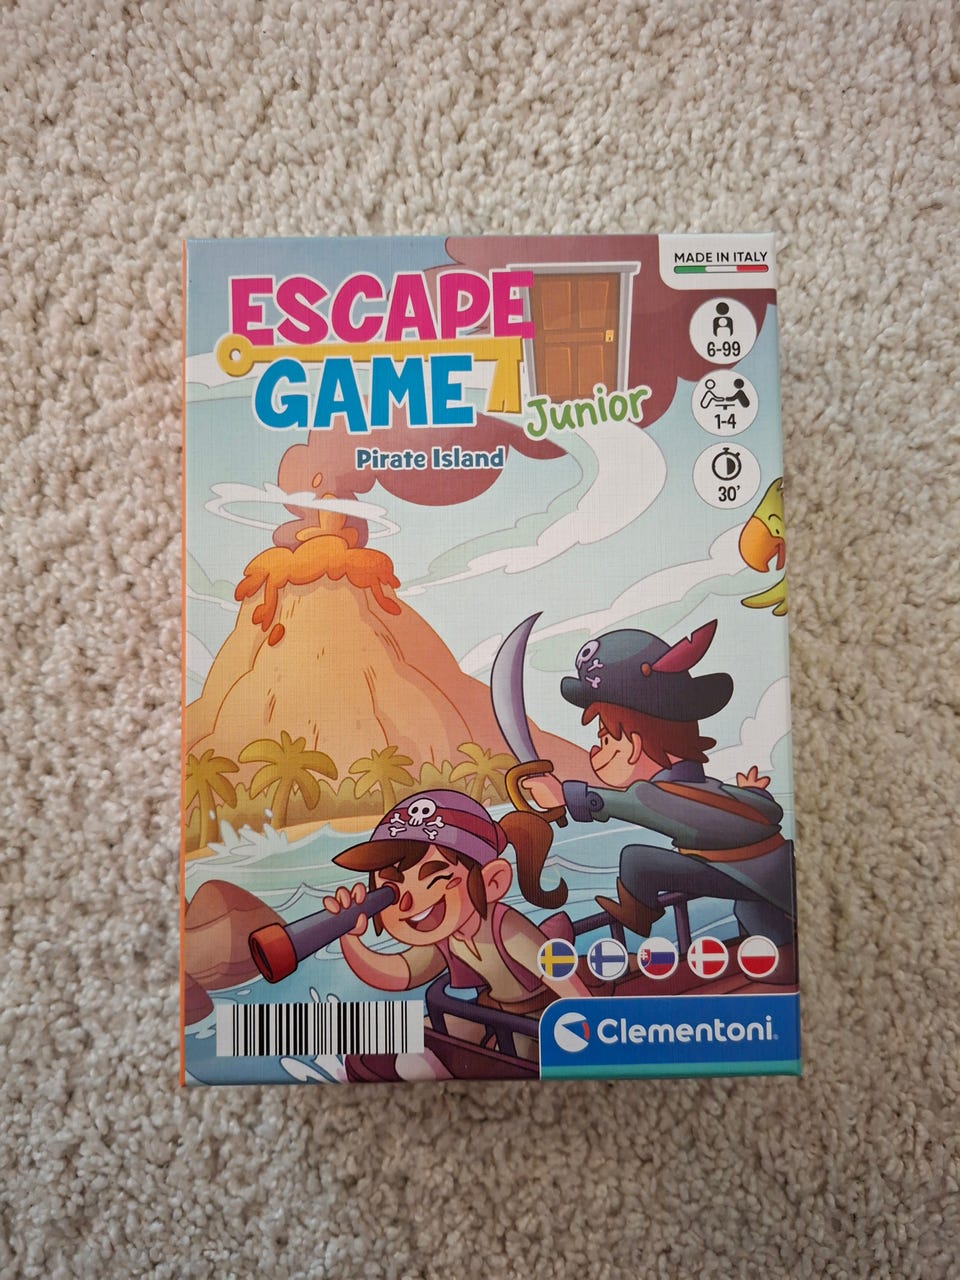 MADE IN ITALY
ESCAPE
GAME
Junior
Pirate Island
6-99
1-4
30'
Clementoni®